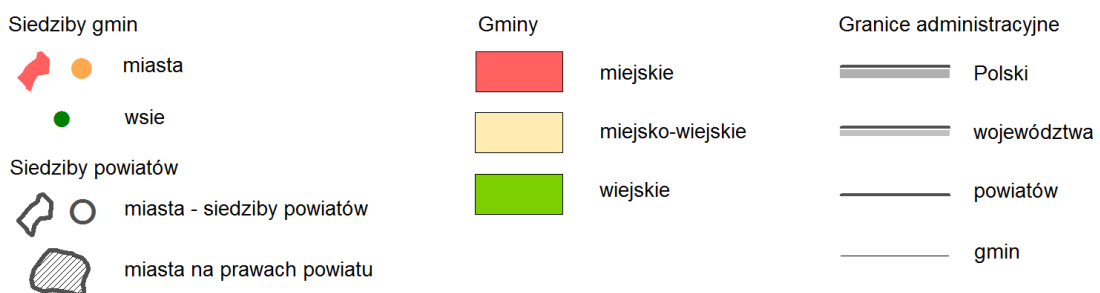 Siedziby gmin
miasta
wsie
Siedziby powiatów
miasta - siedziby powiatów
miasta na prawach powiatu
Gminy
miejskie
miejsko-wiejskie
wiejskie
Granice administracyjne
Polski
województwa
powiatów
gmin